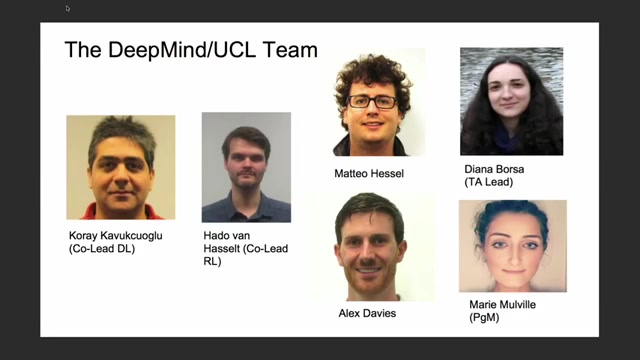 The DeepMind/UCL Team
Koray Kavukcuoglu
(Co-Lead DL)
Hado van
Hasselt (Co-Lead
RL)
Matteo Hessel
Diana Borsa
(TA Lead)
Alex Davies
Marie Mulville
(PgM)